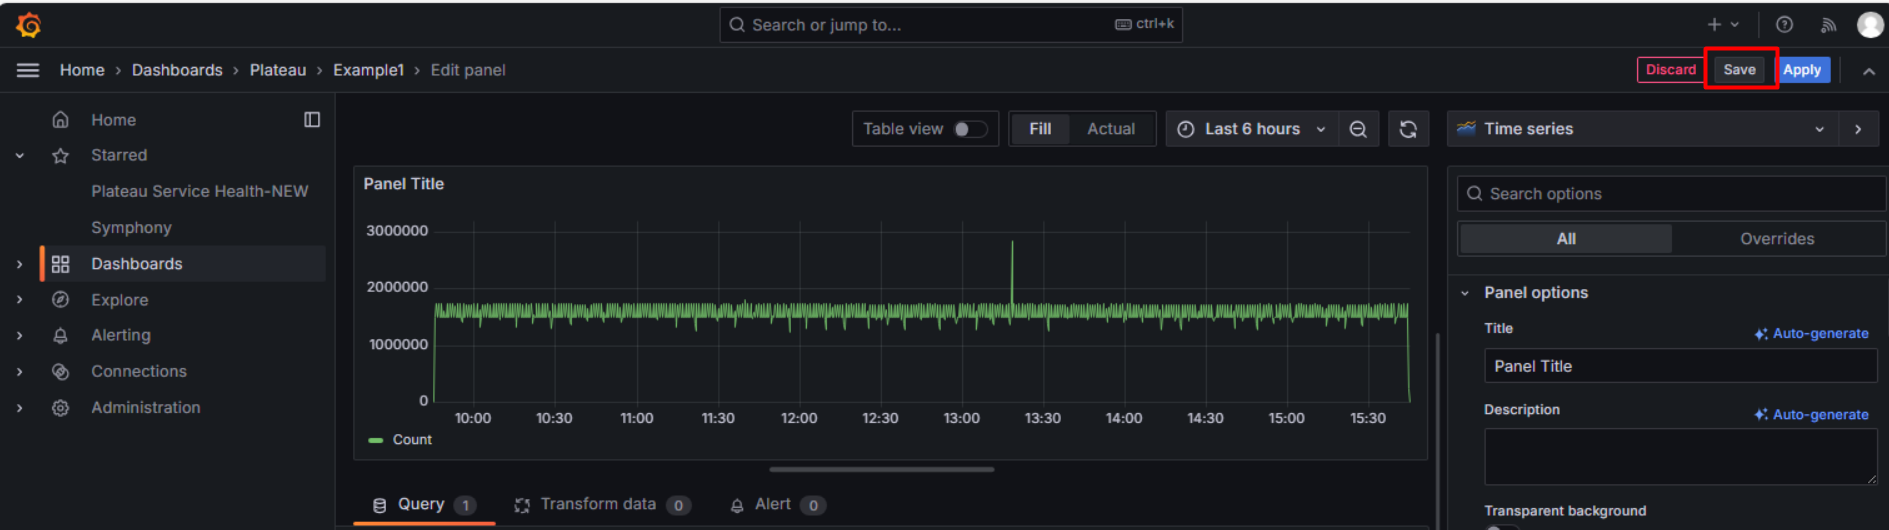 Search or jump to... ctrl+k
Home > Dashboards > Plateau > Example1 > Edit panel
Discard Save Apply
Home
Starred
Plateau Service Health-NEW
Symphony
Dashboards
Explore
Alerting
Connections
Administration
Table view Fill Actual Last 6 hours
Time series
Panel Title
3000000
2000000
1000000
0
10:00 10:30 11:00 11:30 12:00 12:30 13:00 13:30 14:00 14:30 15:00 15:30
Count
Query 1 Transform data 0 Alert 0
Search options
All Overrides
Panel options
Title Auto-generate
Panel Title
Description Auto-generate
Transparent background